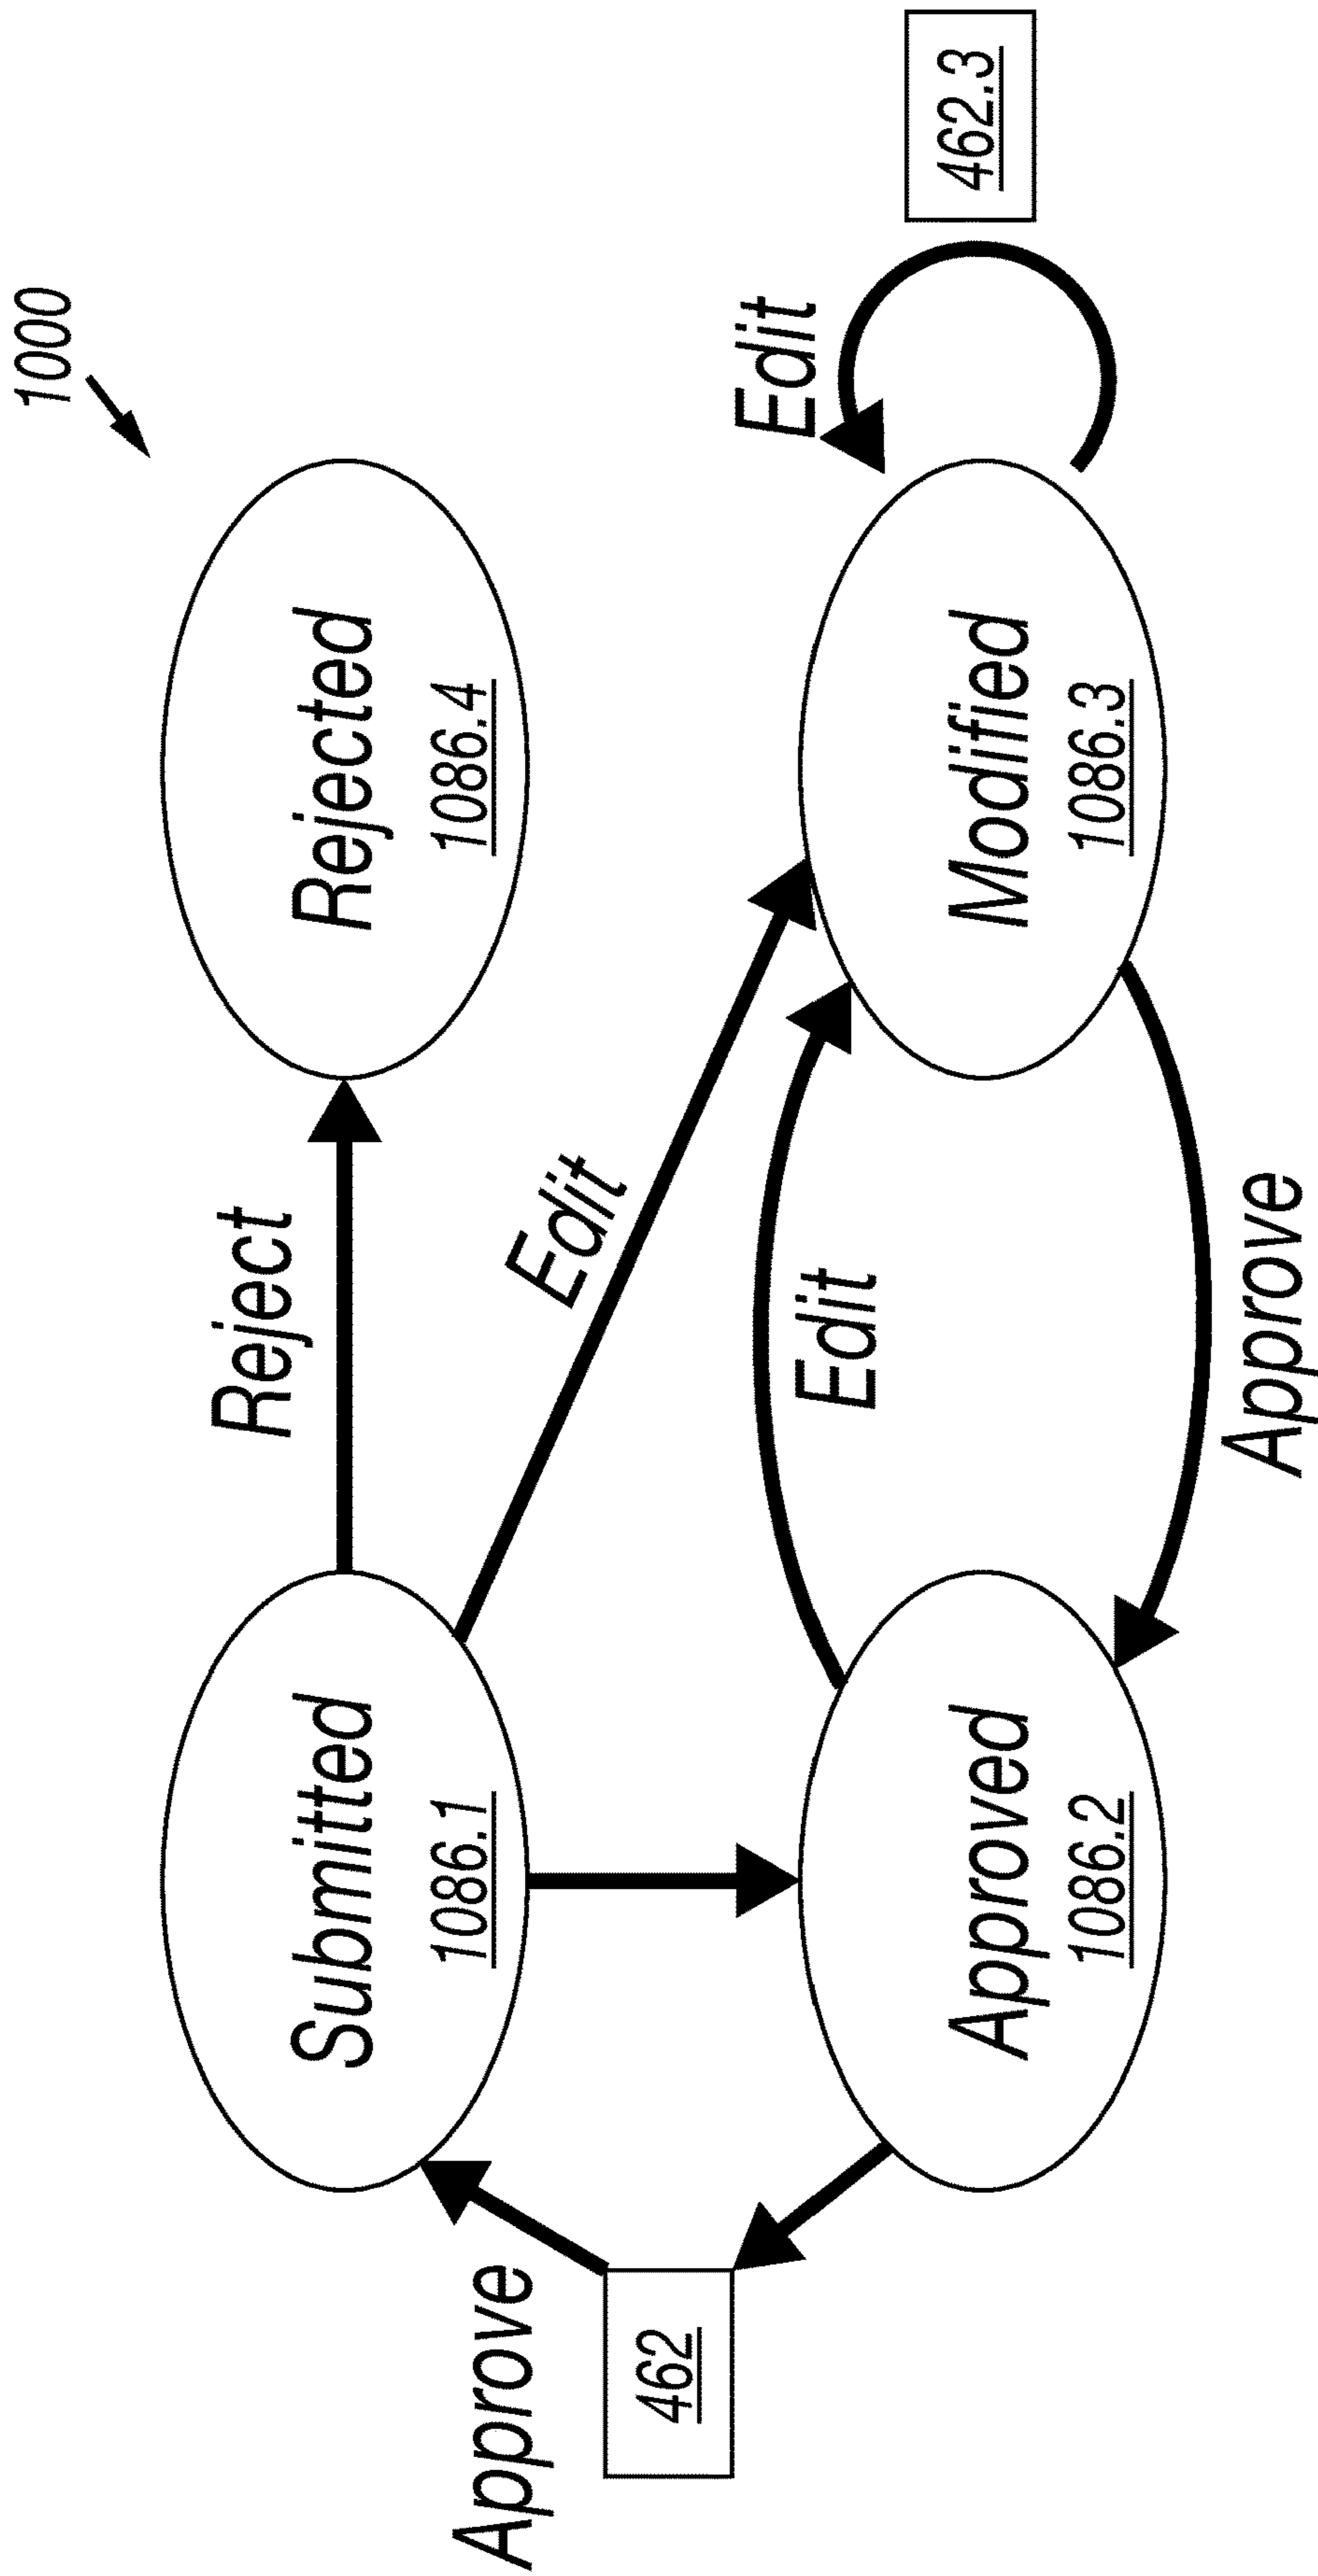 1000
Submitted
1086.1
Reject
Rejected
1086.4
Approve
462
Edit
Edit
Edit
462.3
Approved
1086.2
Modified
1086.3
Approve